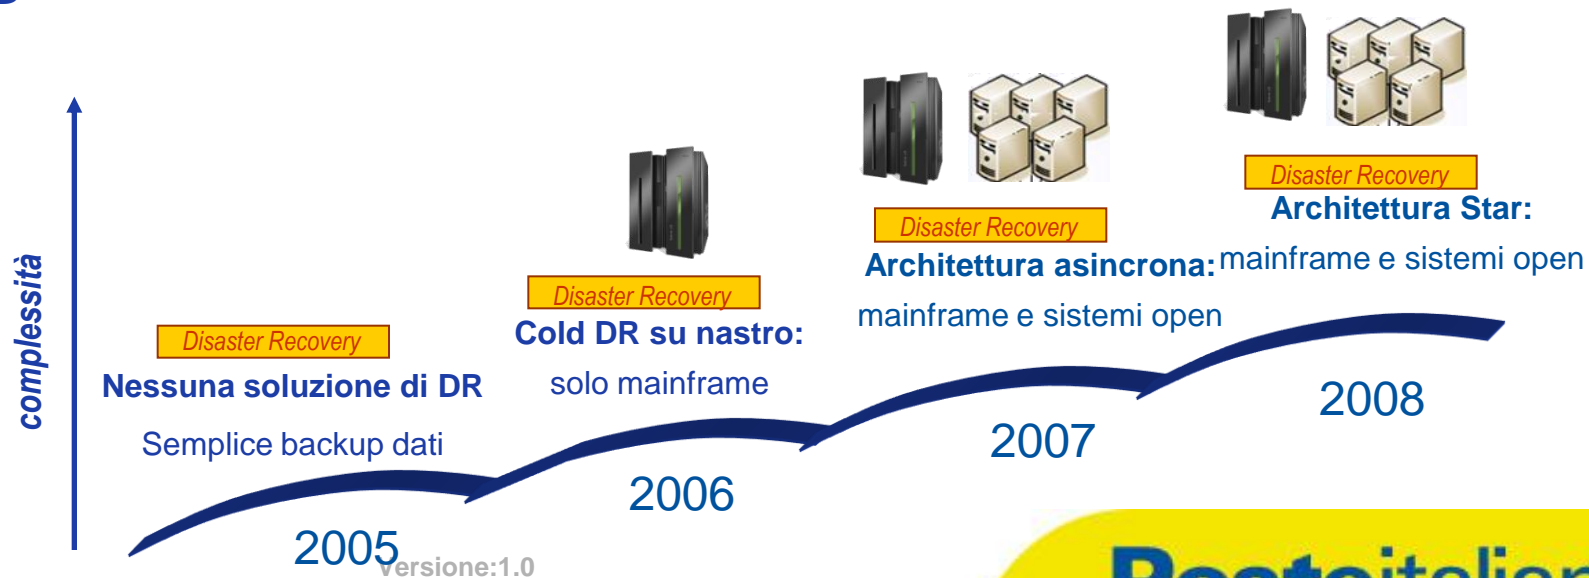 complessità
Disaster Recovery
Nessuna soluzione di DR
Semplice backup dati
2005
Disaster Recovery
Cold DR su nastro:
solo mainframe
2006
Disaster Recovery
Architettura asincrona:
mainframe e sistemi open
2007
Disaster Recovery
Architettura Star:
mainframe e sistemi open
2008
Versione:1.0